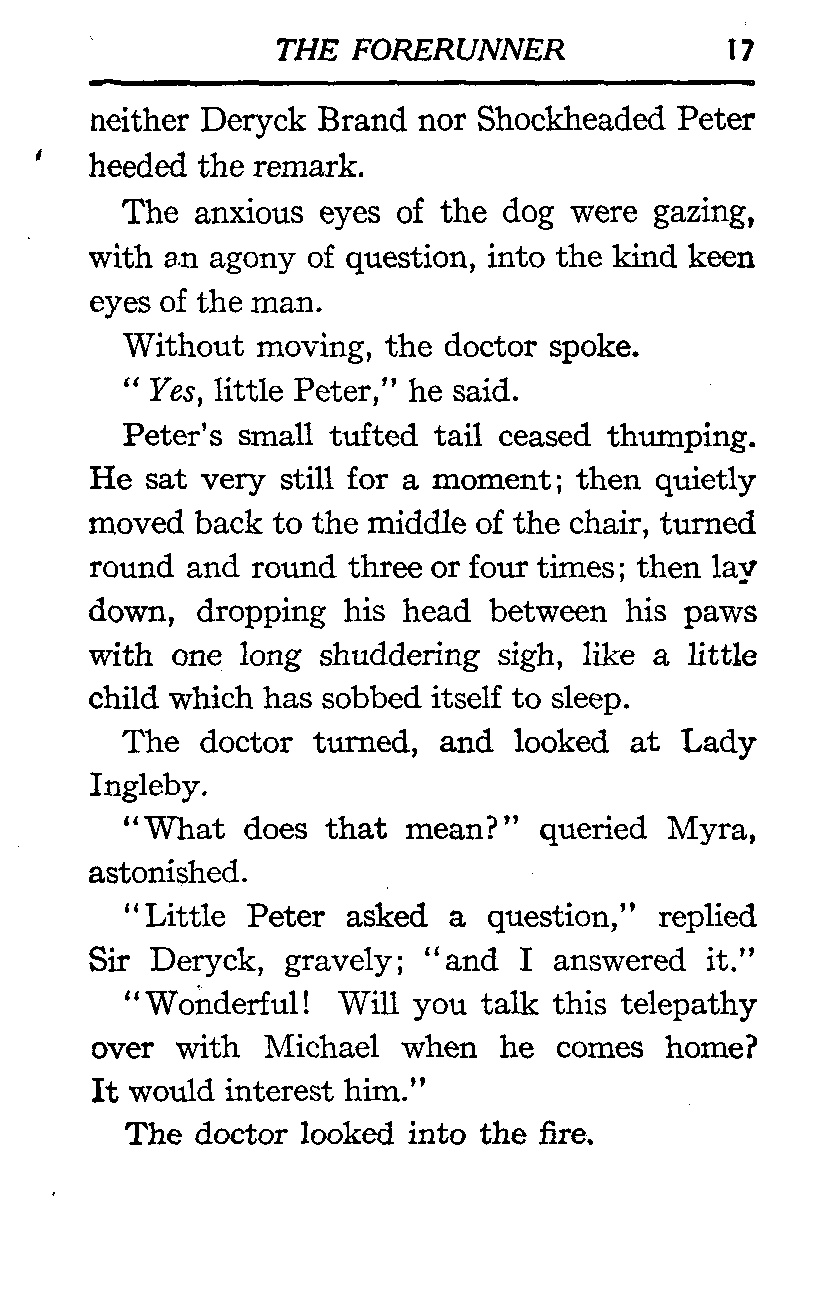 THE FORERUNNER 17
neither Deryck Brand nor Shockheaded Peter
heeded the remark.
The anxious eyes of the dog were gazing,
with an agony of question, into the kind keen
eyes of the man.
Without moving, the doctor spoke.
"Yes, little Peter," he said.
Peter's small tufted tail ceased thumping.
He sat very still for a moment; then quietly
moved back to the middle of the chair, turned
round and round three or four times; then lay
down, dropping his head between his paws
with one long shuddering sigh, like a little
child which has sobbed itself to sleep.
The doctor turned, and looked at Lady
Ingleby.
"What does that mean?" queried Myra,
astonished.
"Little Peter asked a question," replied
Sir Deryck, gravely; "and I answered it."
"Wonderful! Will you talk this telepathy
over with Michael when he comes home?
It would interest him."
The doctor looked into the fire.